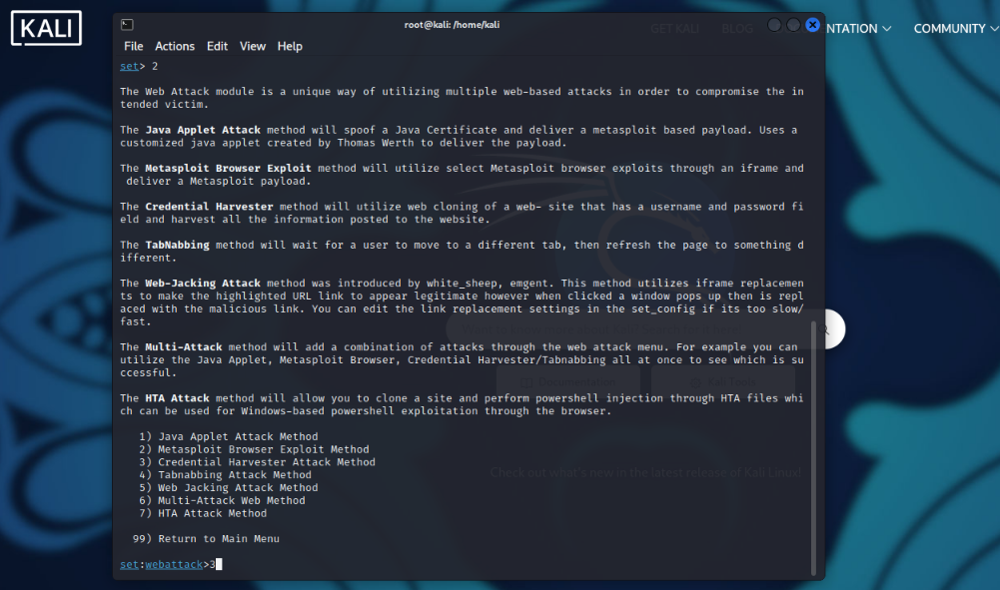 KALI
root@kali: /home/kali
GET KALI
BLOG
NTATION
COMMUNITY
File Actions Edit View Help
set> 2
The Web Attack module is a unique way of utilizing multiple web-based attacks in order to compromise the in
tended victim.
The Java Applet Attack method will spoof a Java Certificate and deliver a metasploit based payload. Uses a
customized java applet created by Thomas Werth to deliver the payload.
The Metasploit Browser Exploit method will utilize select Metasploit browser exploits through an iframe and
deliver a Metasploit payload.
The Credential Harvester method will utilize web cloning of a web- site that has a username and password fi
eld and harvest all the information posted to the website.
The TabNabbing method will wait for a user to move to a different tab, then refresh the page to something d
ifferent.
The Web-Jacking Attack method was introduced by white_sheep, emgent. This method utilizes iframe replacemen
ts to make the highlighted URL link to appear legitimate however when clicked a window pops up then is repl
aced with the malicious link. You can edit the link replacement settings in the set_config if its too slow/
fast.
The Multi-Attack method will add a combination of attacks through the web attack menu. For example you can
utilize the Java Applet, Metasploit Browser, Credential Harvester/Tabnabbing all at once to see which is su
ccessful.
The HTA Attack method will allow you to clone a site and perform powershell injection through HTA files whi
ch can be used for Windows-based powershell exploitation through the browser.
1) Java Applet Attack Method
2) Metasploit Browser Exploit Method
3) Credential Harvester Attack Method
4) Tabnabbing Attack Method
5) Web Jacking Attack Method
6) Multi-Attack Web Method
7) HTA Attack Method
Check out what's new in the latest release of Kali Linux!
99) Return to Main Menu
set:webattack>3